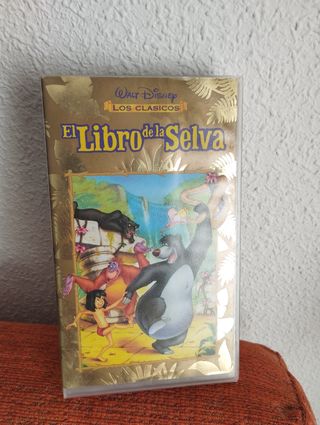 WALT DISNEY
LOS CLASICOS
El Libro de la Selva